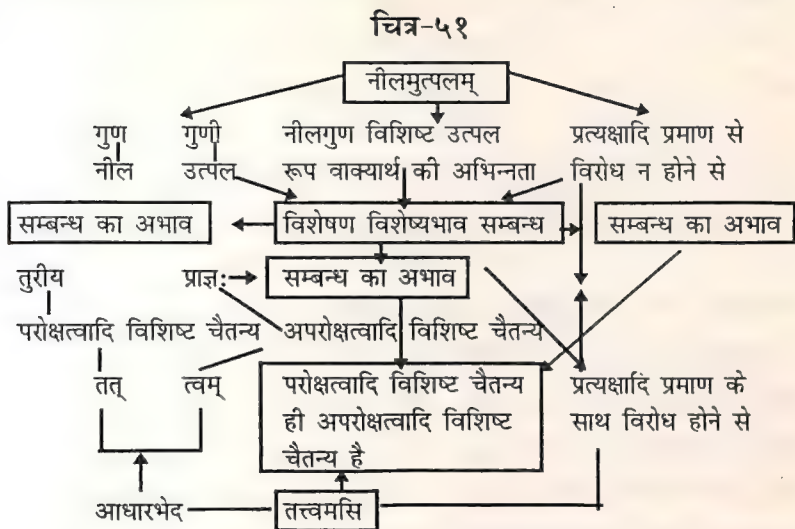 चित्र-५१
नीलमुत्पलम्
गुण गुणी नीलगुण विशिष्ट उत्पल प्रत्यक्षादि प्रमाण से
नील उत्पल रूप वाक्यार्थ की अभिन्नता विरोध न होने से
सम्बन्ध का अभाव विशेषण विशेष्यभाव सम्बन्ध सम्बन्ध का अभाव
तुरीय प्राज्ञः सम्बन्ध का अभाव
परोक्षत्वादि विशिष्ट चैतन्य अपरोक्षत्वादि विशिष्ट चैतन्य
तत् त्वम् परोक्षत्वादि विशिष्ट चैतन्य प्रत्यक्षादि प्रमाण के
ही अपरोक्षत्वादि विशिष्ट साथ विरोध होने से
चैतन्य है
आधारभेद तत्त्वमसि